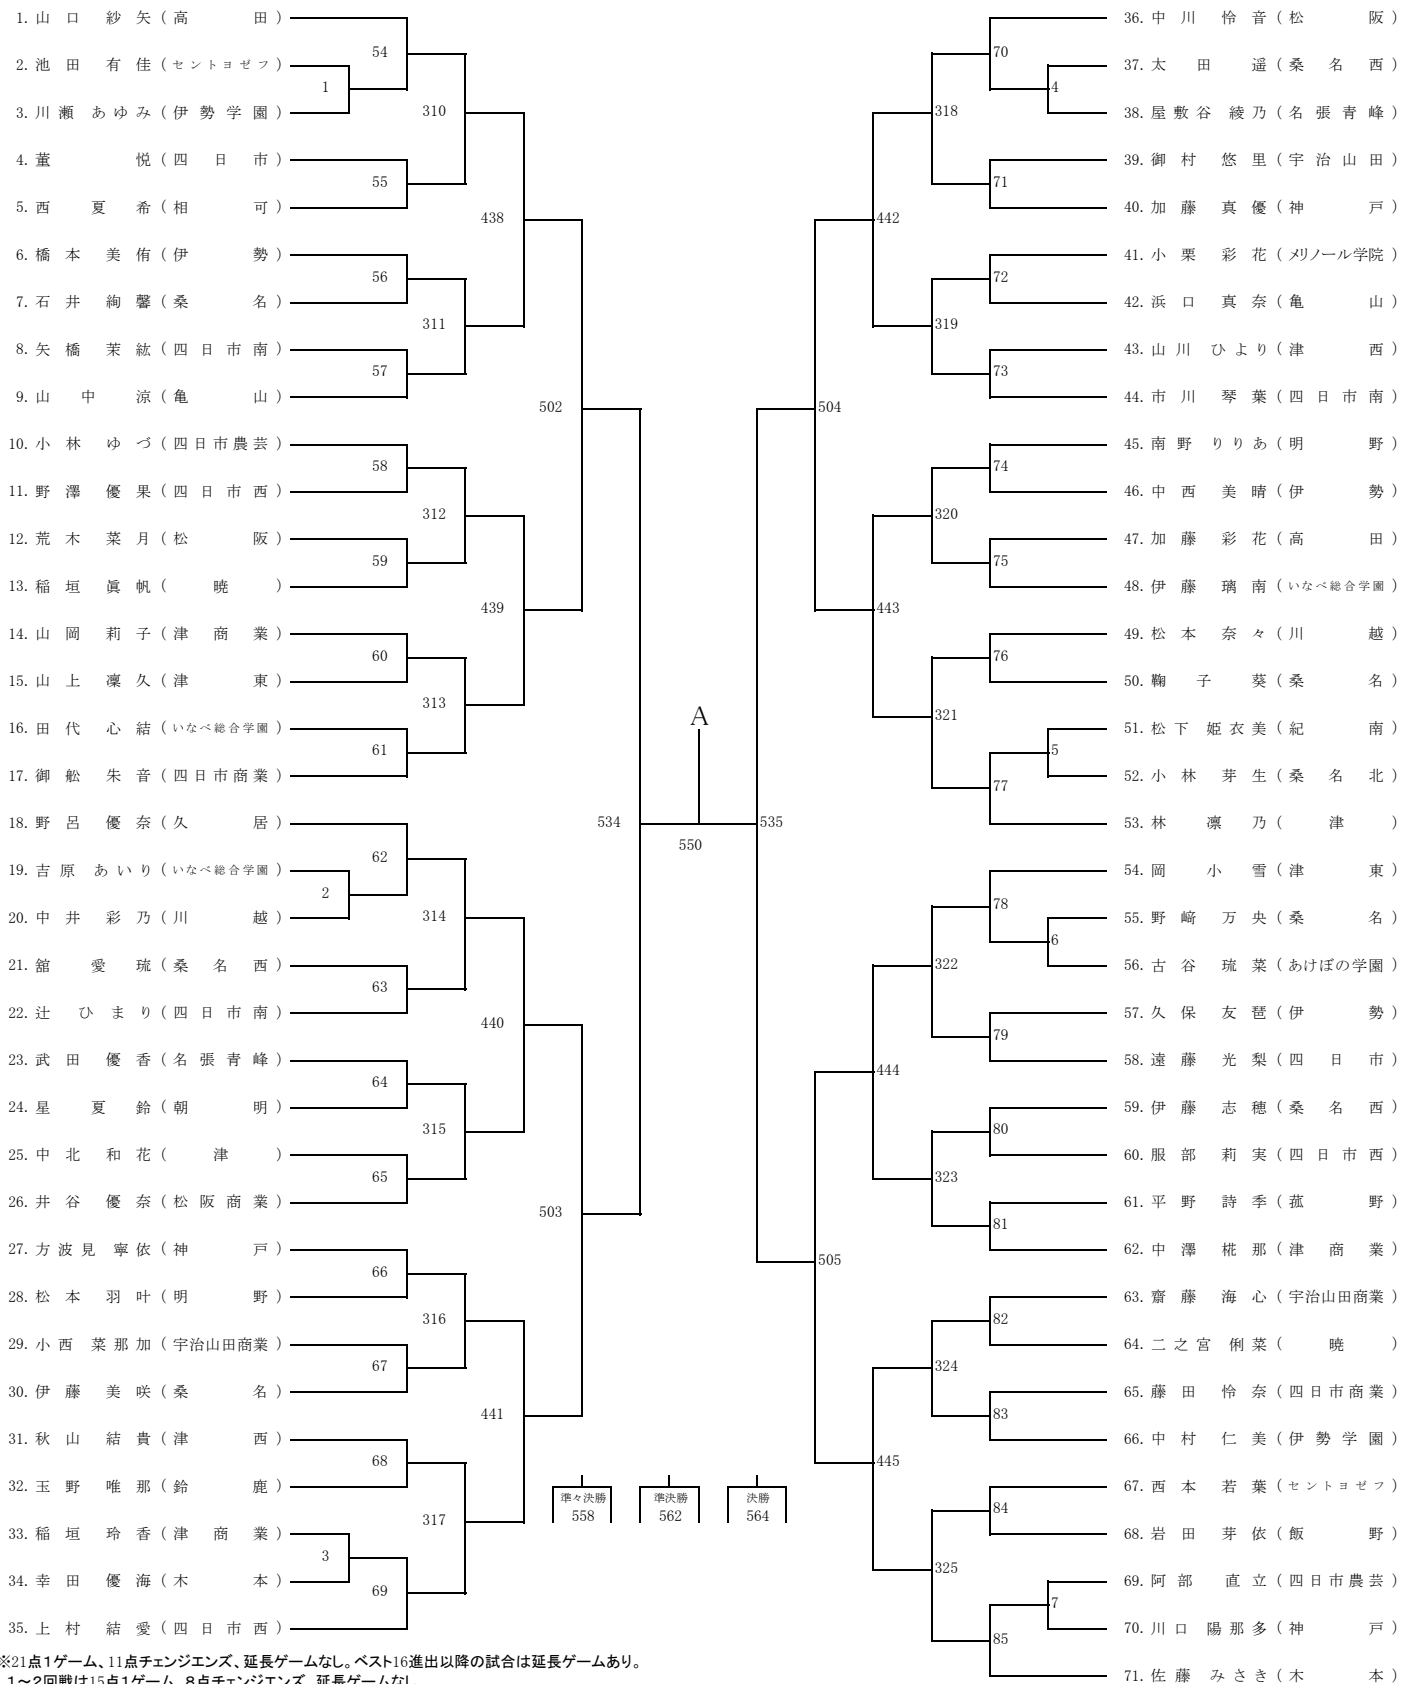 1. 山口 紗矢 (高田)
2. 池田 有佳 (セントヨゼフ)
3. 川瀬 あゆみ (伊勢学園)
4. 董 悦 (四日市)
5. 西 夏希 (相可)
6. 橋本 美侑 (伊勢)
7. 石井 絢馨 (桑名)
8. 矢橋 茉紘 (四日市南)
9. 山中 涼 (亀山)
10. 小林 ゆづ (四日市農芸)
11. 野澤 優果 (四日市西)
12. 荒木 菜月 (松阪)
13. 稲垣 眞帆 (暁)
14. 山岡 莉子 (津商業)
15. 山上 凜久 (津東)
16. 田代 心結 (いなべ総合学園)
17. 御舩 朱音 (四日市商業)
18. 野呂 優奈 (久居)
19. 吉原 あいり (いなべ総合学園)
20. 中井 彩乃 (川越)
21. 舘 愛琉 (桑名西)
22. 辻 ひまり (四日市南)
23. 武田 優香 (名張青峰)
24. 星 夏鈴 (朝明)
25. 中北 和花 (津)
26. 井谷 優奈 (松阪商業)
27. 方波見 寧依 (神戸)
28. 松本 羽叶 (明野)
29. 小西 菜那加 (宇治山田商業)
30. 伊藤 美咲 (桑名)
31. 秋山 結貴 (津西)
32. 玉野 唯那 (鈴鹿)
33. 稲垣 玲香 (津商業)
34. 幸田 優海 (木本)
35. 上村 結愛 (四日市西)
1
2
3
54
55
56
57
58
59
60
61
62
63
64
65
66
67
68
69
310
311
312
313
314
315
316
317
438
439
440
441
502
503
534
A
550
535
504
505
442
443
444
445
318
319
320
321
322
323
324
325
70
71
72
73
74
75
76
77
78
79
80
81
82
83
84
85
4
5
6
7
36. 中川 怜音 (松阪)
37. 太田 遥 (桑名西)
38. 屋敷谷 綾乃 (名張青峰)
39. 御村 悠里 (宇治山田)
40. 加藤 真優 (神戸)
41. 小栗 彩花 (メリノール学院)
42. 浜口 真奈 (亀山)
43. 山川 ひより (津西)
44. 市川 琴葉 (四日市南)
45. 南野 りりあ (明野)
46. 中西 美晴 (伊勢)
47. 加藤 彩花 (高田)
48. 伊藤 璃南 (いなべ総合学園)
49. 松本 奈々 (川越)
50. 鞠子 葵 (桑名)
51. 松下 姫衣美 (紀南)
52. 小林 芽生 (桑名北)
53. 林 凛乃 (津)
54. 岡 小雪 (津東)
55. 野﨑 万央 (桑名)
56. 古谷 琉菜 (あけぼの学園)
57. 久保 友琶 (伊勢)
58. 遠藤 光梨 (四日市)
59. 伊藤 志穂 (桑名西)
60. 服部 莉実 (四日市西)
61. 平野 詩季 (菰野)
62. 中澤 椛那 (津商業)
63. 齋藤 海心 (宇治山田商業)
64. 二之宮 俐菜 (暁)
65. 藤田 怜奈 (四日市商業)
66. 中村 仁美 (伊勢学園)
67. 西本 若葉 (セントヨゼフ)
68. 岩田 芽依 (飯野)
69. 阿部 直立 (四日市農芸)
70. 川口 陽那多 (神戸)
71. 佐藤 みさき (木本)
準々決勝 558
準決勝 562
決勝 564
※21点1ゲーム、11点チェンジエンズ、延長ゲームなし。ベスト16進出以降の試合は延長ゲームあり。
1～2回戦は15点1ゲーム、8点チェンジエンズ、延長ゲームなし